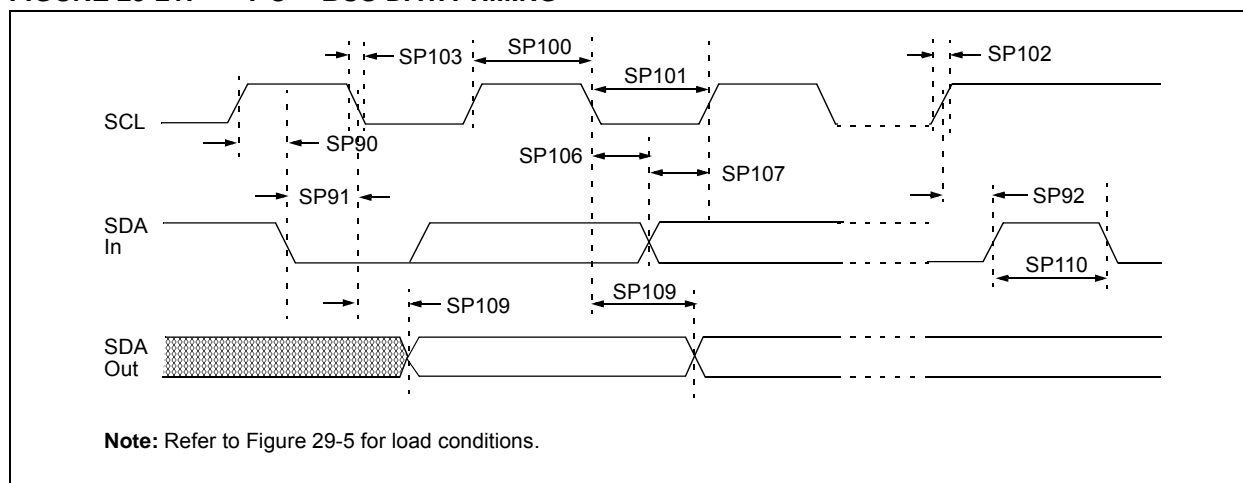 SP103
SP100
SP101
SP102
SCL
SP90
SP106
SP107
SP91
SP92
SDA
In
SP110
SP109
SP109
SDA
Out
Note: Refer to Figure 29-5 for load conditions.